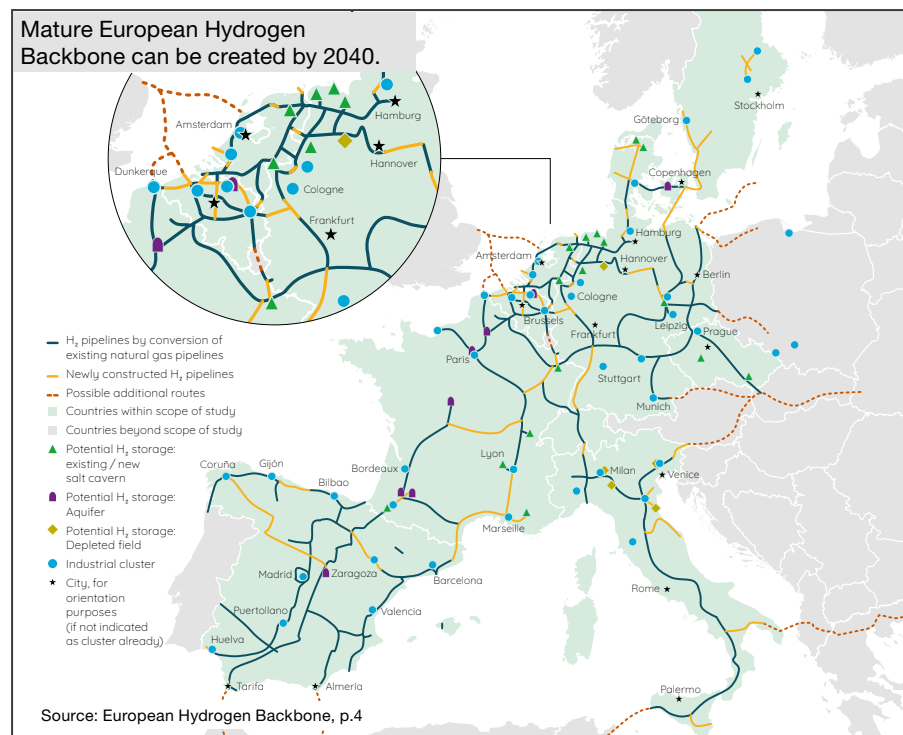 Mature European Hydrogen
Backbone can be created by 2040.
Amsterdam
Hamburg
Hannover
Dunkerque
Cologne
Frankfurt
Stockholm
Göteborg
Copenhagen
Hamburg
Amsterdam
Hannover
Berlin
Cologne
Brussels
Leipzig
Prague
Frankfurt
Paris
Stuttgart
Munich
H₂ pipelines by conversion of
existing natural gas pipelines
Newly constructed H₂ pipelines
Possible additional routes
Countries within scope of study
Countries beyond scope of study
Potential H₂ storage:
existing / new
salt cavern
Potential H₂ storage:
Aquifer
Potential H₂ storage:
Depleted field
Industrial cluster
City, for
orientation
purposes
(if not indicated
as cluster already)
Coruña
Gijón
Bilbao
Bordeaux
Lyon
Milan
Venice
Marseille
Madrid
Zaragoza
Barcelona
Rome
Puertollano
Valencia
Huelva
Tarifa
Almería
Palermo
Source: European Hydrogen Backbone, p.4